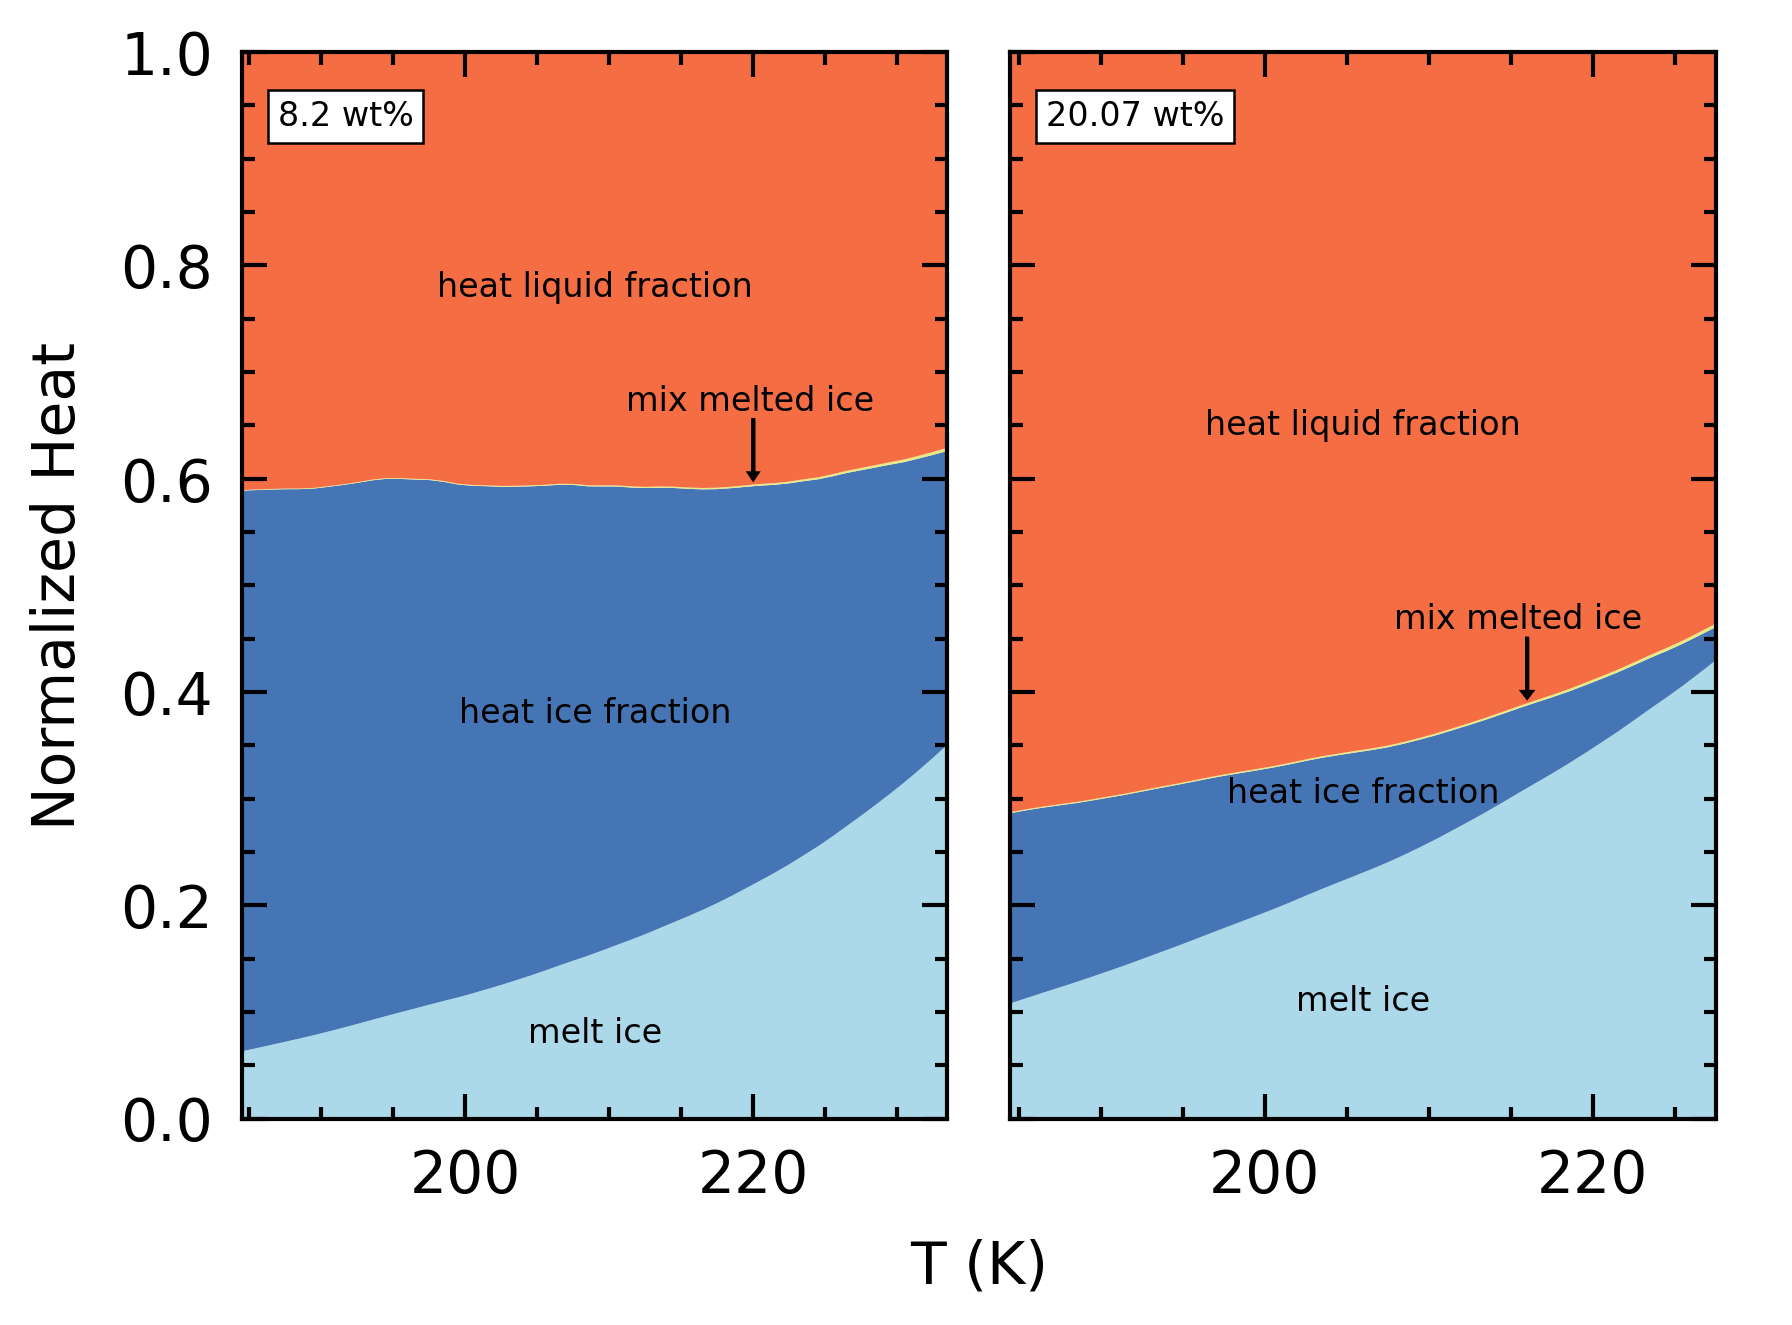 Normalized Heat
1.0
0.8
0.6
0.4
0.2
0.0
8.2 wt%
heat liquid fraction
mix melted ice
heat ice fraction
melt ice
200
220
20.07 wt%
heat liquid fraction
mix melted ice
heat ice fraction
melt ice
200
220
T (K)